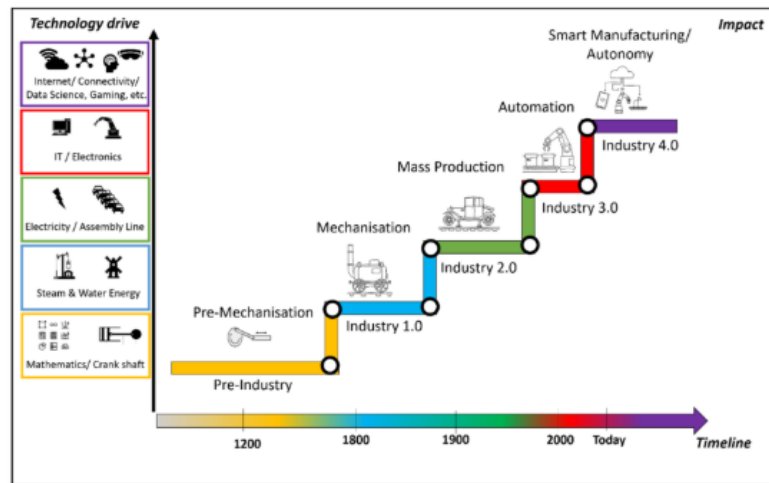 Technology drive
Impact
Internet/ Connectivity/
Data Science, Gaming, etc.
IT / Electronics
Electricity / Assembly Line
Steam & Water Energy
Mathematics/ Crank shaft
Smart Manufacturing/
Autonomy
Automation
Industry 4.0
Mass Production
Industry 3.0
Mechanisation
Industry 2.0
Pre-Mechanisation
Industry 1.0
Pre-Industry
1200
1800
1900
2000
Today
Timeline